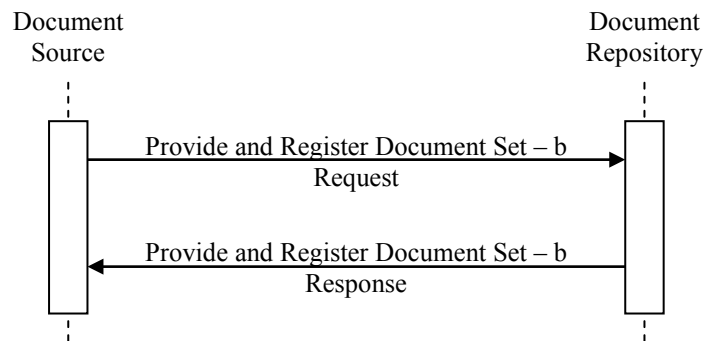 Document
Source
Document
Repository
Provide and Register Document Set – b
Request
Provide and Register Document Set – b
Response